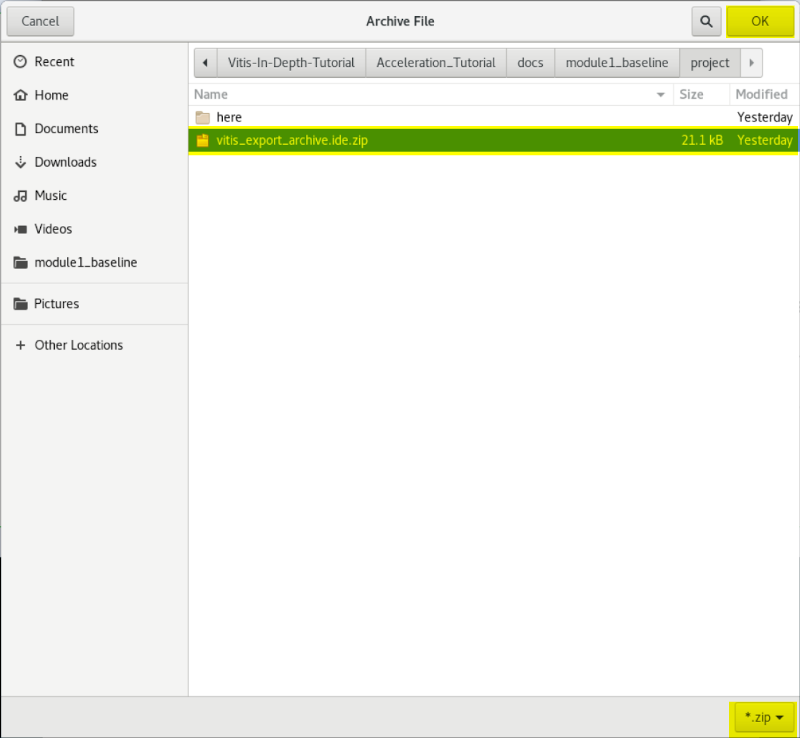 Cancel Archive File OK
Vitis-In-Depth-Tutorial Acceleration_Tutorial docs module1_baseline project
Name Size Modified
here Yesterday
vitis_export_archive.ide.zip 21.1 kB Yesterday
Recent
Home
Documents
Downloads
Music
Videos
module1_baseline
Pictures
+ Other Locations
*.zip